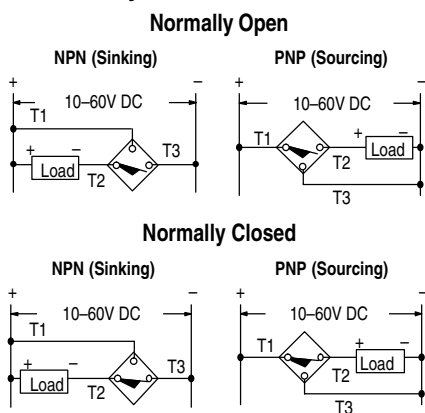 Normally Open
NPN (Sinking) PNP (Sourcing)
+ − + −
10–60V DC 10–60V DC
T1 T3 T1 + −
+ − Load
Load T2 T2
T3
Normally Closed
NPN (Sinking) PNP (Sourcing)
+ − + −
10–60V DC 10–60V DC
T1 T3 T1 + −
+ − Load
Load T2 T2
T3